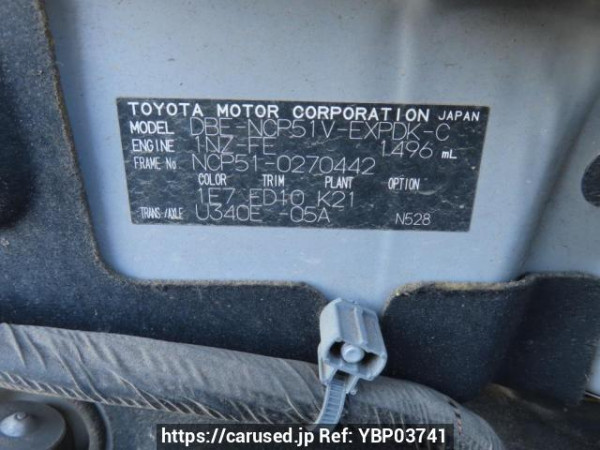 TOYOTA MOTOR CORPORATION JAPAN
MODEL DBE-NCP51V-EXPDK-C
ENGINE 1NZ-FE 1.496 mL
FRAME No NCP51-0270442
COLOR TRIM PLANT OPTION
1E7 FD10 K21
TRANS/AXLE U340E -05A N528
https://carused.jp Ref: YBP03741